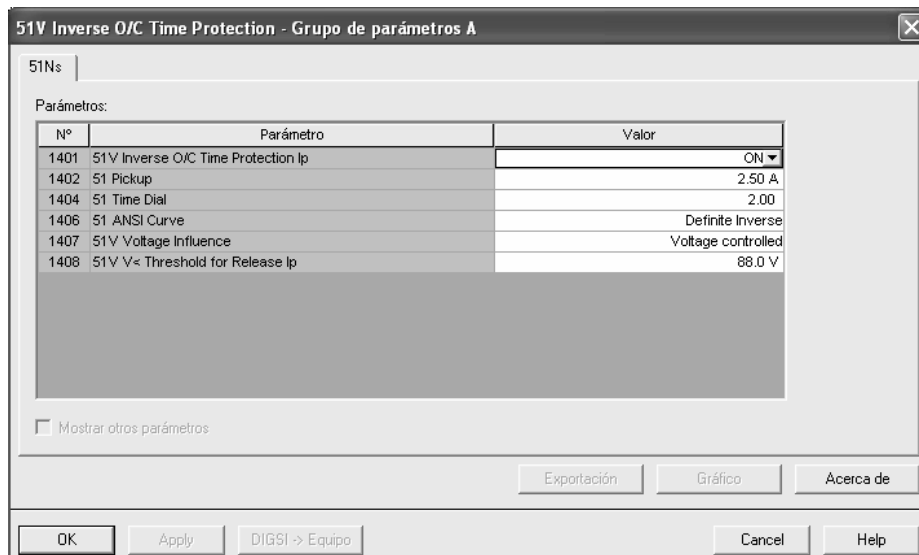 51V Inverse O/C Time Protection - Grupo de parámetros A
51Ns
Parámetros:
Nº Parámetro Valor
1401 51V Inverse O/C Time Protection Ip ON
1402 51 Pickup 2.50 A
1404 51 Time Dial 2.00
1406 51 ANSI Curve Definite Inverse
1407 51V Voltage Influence Voltage controlled
1408 51V V< Threshold for Release Ip 88.0 V
Mostrar otros parámetros
Exportación Gráfico Acerca de
OK Apply DIGSI -> Equipo Cancel Help